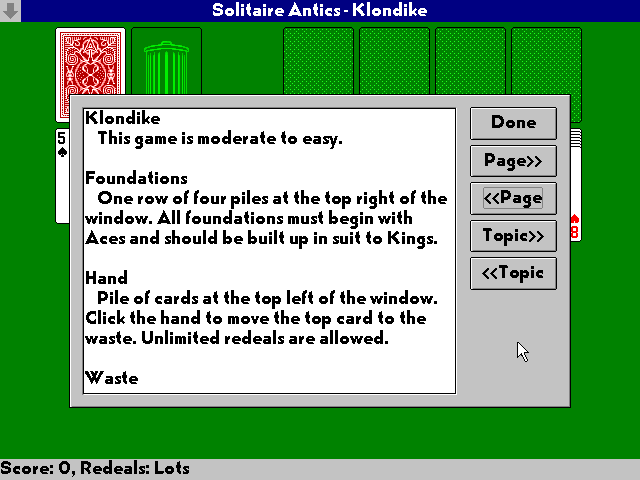 Solitaire Antics - Klondike
5
Klondike
This game is moderate to easy.
Foundations
One row of four piles at the top right of the
window. All foundations must begin with
Aces and should be built up in suit to Kings.
Hand
Pile of cards at the top left of the window.
Click the hand to move the top card to the
waste. Unlimited redeals are allowed.
Waste
Done
Page>>
<<Page
Topic>>
<<Topic
8
Score: 0, Redeals: Lots